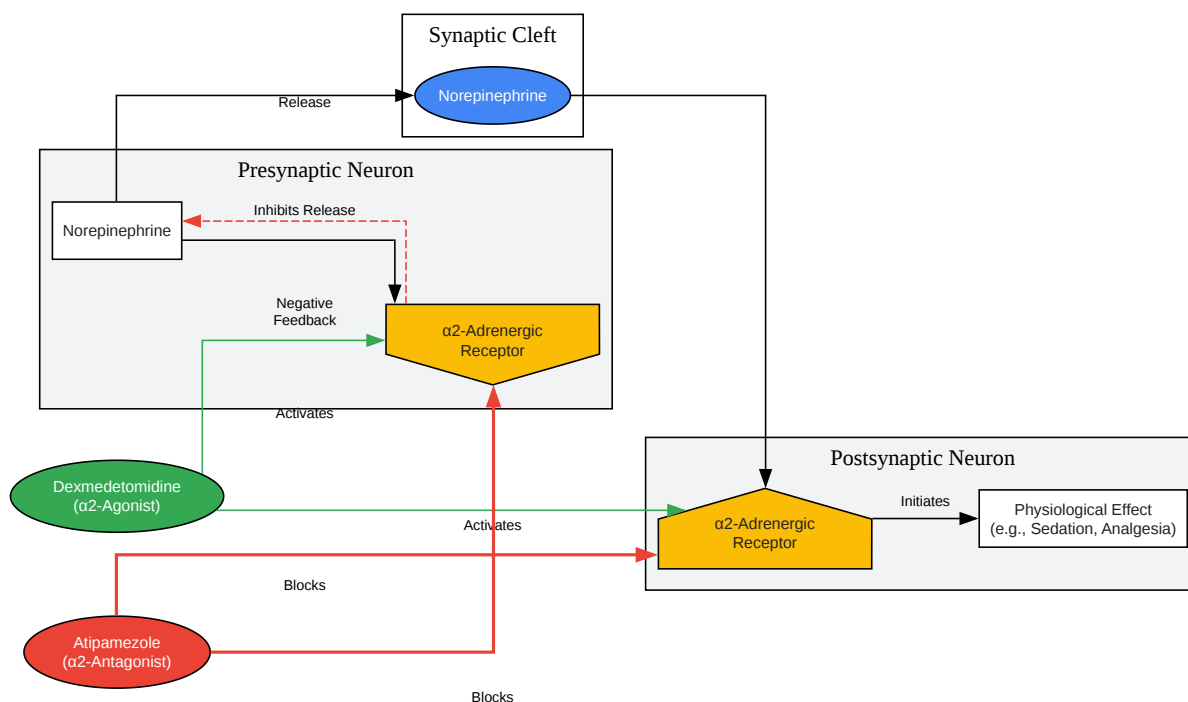 Synaptic Cleft
Norepinephrine
Release
Presynaptic Neuron
Norepinephrine
Inhibits Release
Negative
Feedback
α2-Adrenergic
Receptor
Activates
Postsynaptic Neuron
Dexmedetomidine
(α2-Agonist)
Activates
α2-Adrenergic
Receptor
Initiates
Physiological Effect
(e.g., Sedation, Analgesia)
Blocks
Atipamezole
(α2-Antagonist)
Blocks